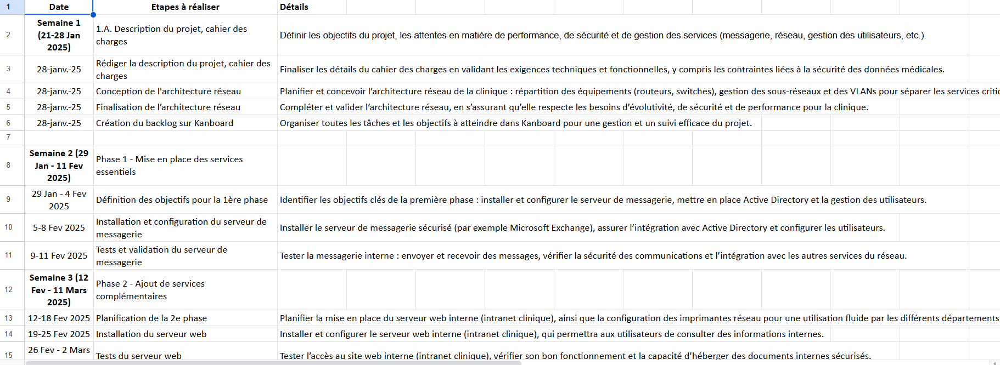 1 Date Etapes à réaliser Détails
2 Semaine 1 (21-28 Jan 2025) 1.A. Description du projet, cahier des charges Définir les objectifs du projet, les attentes en matière de performance, de sécurité et de gestion des services (messagerie, réseau, gestion des utilisateurs, etc.).
3 28-janv.-25 Rédiger la description du projet, cahier des charges Finaliser les détails du cahier des charges en validant les exigences techniques et fonctionnelles, y compris les contraintes liées à la sécurité des données médicales.
4 28-janv.-25 Conception de l'architecture réseau Planifier et concevoir l’architecture réseau de la clinique : répartition des équipements (routeurs, switches), gestion des sous-réseaux et des VLANs pour séparer les services critic
5 28-janv.-25 Finalisation de l’architecture réseau Compléter et valider l’architecture réseau, en s’assurant qu’elle respecte les besoins d’évolutivité, de sécurité et de performance pour la clinique.
6 28-janv.-25 Création du backlog sur Kanboard Organiser toutes les tâches et les objectifs à atteindre dans Kanboard pour une gestion et un suivi efficace du projet.
7
8 Semaine 2 (29 Jan - 11 Fev 2025) Phase 1 - Mise en place des services essentiels
9 29 Jan - 4 Fev 2025 Définition des objectifs pour la 1ère phase Identifier les objectifs clés de la première phase : installer et configurer le serveur de messagerie, mettre en place Active Directory et la gestion des utilisateurs.
10 5-8 Fev 2025 Installation et configuration du serveur de messagerie Installer le serveur de messagerie sécurisé (par exemple Microsoft Exchange), assurer l’intégration avec Active Directory et configurer les utilisateurs.
11 9-11 Fev 2025 Tests et validation du serveur de messagerie Tester la messagerie interne : envoyer et recevoir des messages, vérifier la sécurité des communications et l’intégration avec les autres services du réseau.
12 Semaine 3 (12 Fev - 11 Mars 2025) Phase 2 - Ajout de services complémentaires
13 12-18 Fev 2025 Planification de la 2e phase Planifier la mise en place du serveur web interne (intranet clinique), ainsi que la configuration des imprimantes réseau pour une utilisation fluide par les différents départements
14 19-25 Fev 2025 Installation du serveur web Installer et configurer le serveur web interne (intranet clinique), qui permettra aux utilisateurs de consulter des informations internes.
15 26 Fev - 2 Mars Tests du serveur web Tester l’accès au site web interne (intranet clinique), vérifier son bon fonctionnement et la capacité d’héberger des documents internes sécurisés.